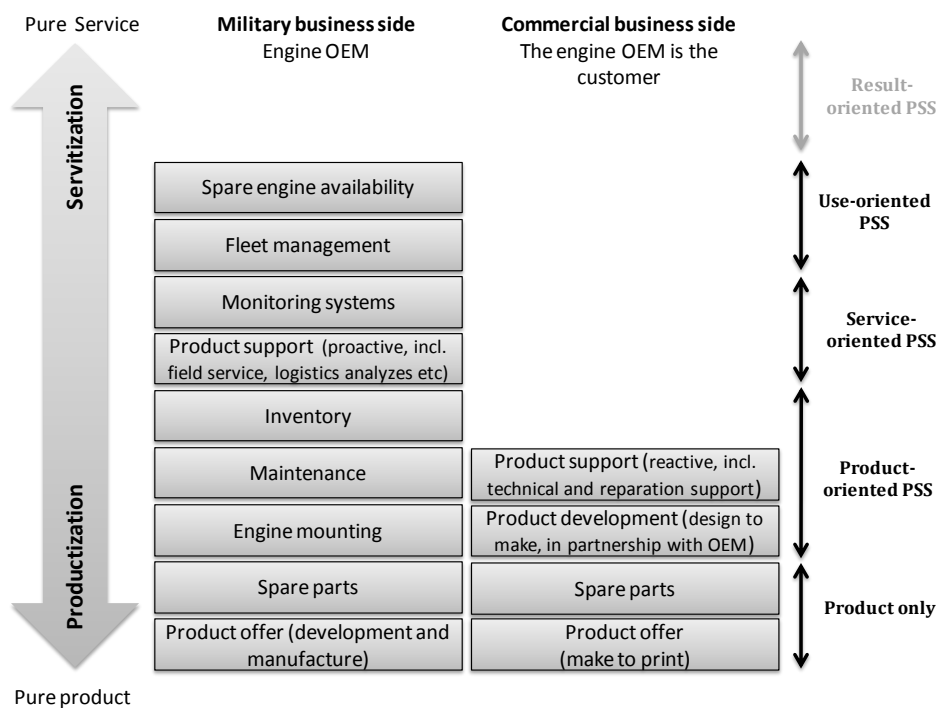 Pure Service
Military business side
Engine OEM
Commercial business side
The engine OEM is the
customer
Servitization
Productization
Pure product
Spare engine availability
Fleet management
Monitoring systems
Product support (proactive, incl.
field service, logistics analyzes etc)
Inventory
Maintenance
Engine mounting
Spare parts
Product offer (development and
manufacture)
Product support (reactive, incl.
technical and reparation support)
Product development (design to
make, in partnership with OEM)
Spare parts
Product offer
(make to print)
Result-
oriented PSS
Use-oriented
PSS
Service-
oriented PSS
Product-
oriented PSS
Product only